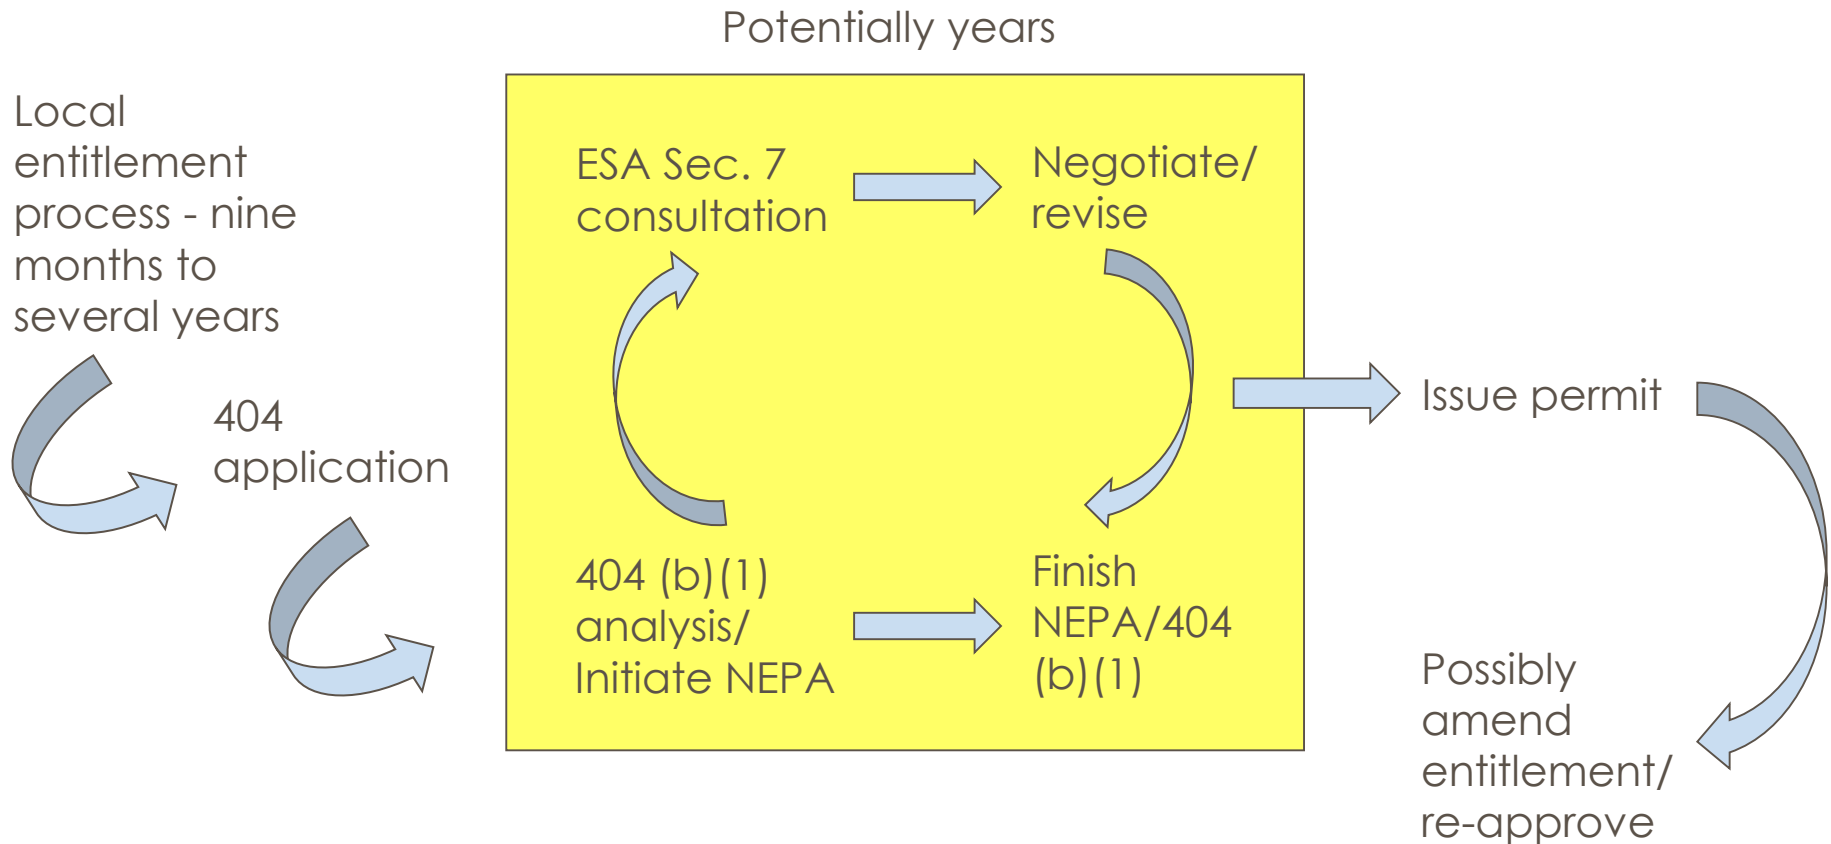 Potentially years
Local
entitlement
process - nine
months to
several years
404
application
ESA Sec. 7
consultation
Negotiate/
revise
404 (b)(1)
analysis/
Initiate NEPA
Finish
NEPA/404
(b)(1)
Issue permit
Possibly
amend
entitlement/
re-approve